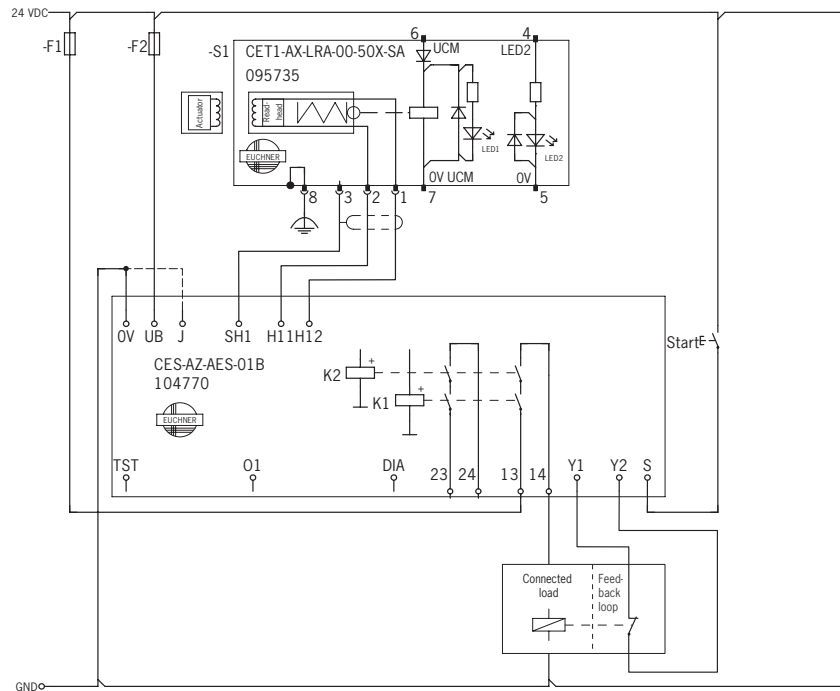 24 VDC
-F1
-F2
-S1
CET1-AX-LRA-00-50X-SA
095735
6
UCM
4
LED2
Actuator
Read-
head
LED1
LED2
EUCHNER
0V UCM
0V
8
3
2
1
7
5
0V
UB
J
SH1
H11
H12
CES-AZ-AES-01B
104770
EUCHNER
K2
+
K1
+
Start
E
TST
O1
DIA
23
24
13
14
Y1
Y2
S
Connected
load
Feed-
back
loop
GND